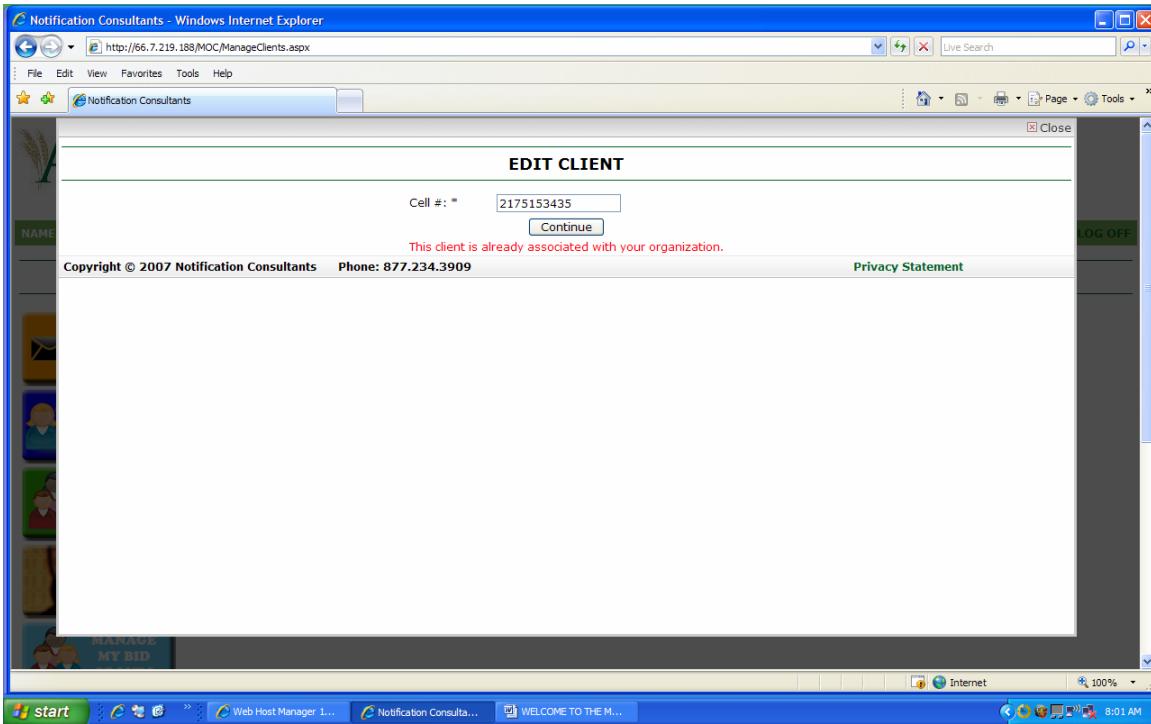 Notification Consultants - Windows Internet Explorer
http://66.7.219.188/MOC/ManageClients.aspx
Live Search
File Edit View Favorites Tools Help
Notification Consultants
Page
Tools
Close
A
EDIT CLIENT
Cell #: *
2175153435
NAME
LOG OFF
Continue
This client is already associated with your organization.
Copyright © 2007 Notification Consultants Phone: 877.234.3909 Privacy Statement
MANAGE
MY BID
Internet
100%
start
Web Host Manager 1...
Notification Consulta...
WELCOME TO THE M...
8:01 AM